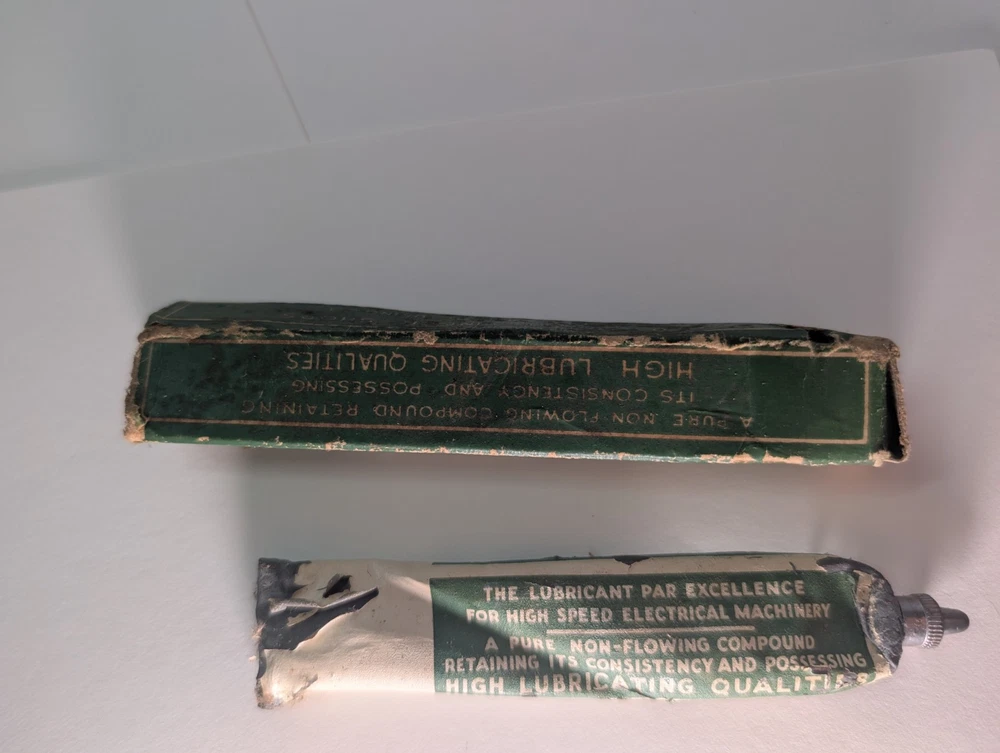 A PURE NON FLOWING COMPOUND RETAINING
ITS CONSISTENCY AND POSSESSING
HIGH LUBRICATING QUALITIES
THE LUBRICANT PAR EXCELLENCE
FOR HIGH SPEED ELECTRICAL MACHINERY
A PURE NON-FLOWING COMPOUND
RETAINING ITS CONSISTENCY AND POSSESSING
HIGH LUBRICATING QUALITIES